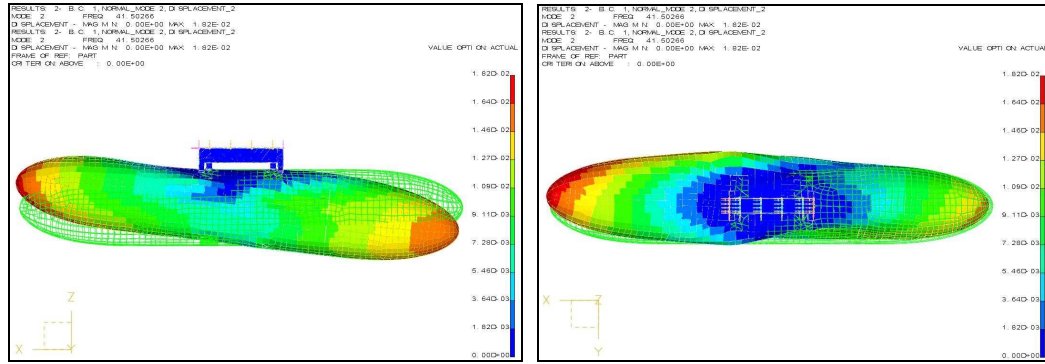 RESULTS: 2- B.C. 1, NORMAL_MODE 2, DISPLACEMENT_2
MODE: 2 FREQ: 41.50266
DISPLACEMENT - MAG MIN: 0.00E+00 MAX: 1.82E-02
RESULTS: 2- B.C. 1, NORMAL_MODE 2, DISPLACEMENT_2
MODE: 2 FREQ: 41.50266
DISPLACEMENT - MAG MIN: 0.00E+00 MAX: 1.82E-02
FRAME OF REF: PART
CRITERION: ABOVE : 0.00E+00
VALUE OPTION: ACTUAL
1.82D-02
1.64D-02
1.46D-02
1.27D-02
1.09D-02
9.11D-03
7.28D-03
5.46D-03
3.64D-03
1.82D-03
0.00D+00
Z
X
Y
RESULTS: 2- B.C. 1, NORMAL_MODE 2, DISPLACEMENT_2
MODE: 2 FREQ: 41.50266
DISPLACEMENT - MAG MIN: 0.00E+00 MAX: 1.82E-02
RESULTS: 2- B.C. 1, NORMAL_MODE 2, DISPLACEMENT_2
MODE: 2 FREQ: 41.50266
DISPLACEMENT - MAG MIN: 0.00E+00 MAX: 1.82E-02
FRAME OF REF: PART
CRITERION: ABOVE : 0.00E+00
VALUE OPTION: ACTUAL
1.82D-02
1.64D-02
1.46D-02
1.27D-02
1.09D-02
9.11D-03
7.28D-03
5.46D-03
3.64D-03
1.82D-03
0.00D+00
X
Z
Y